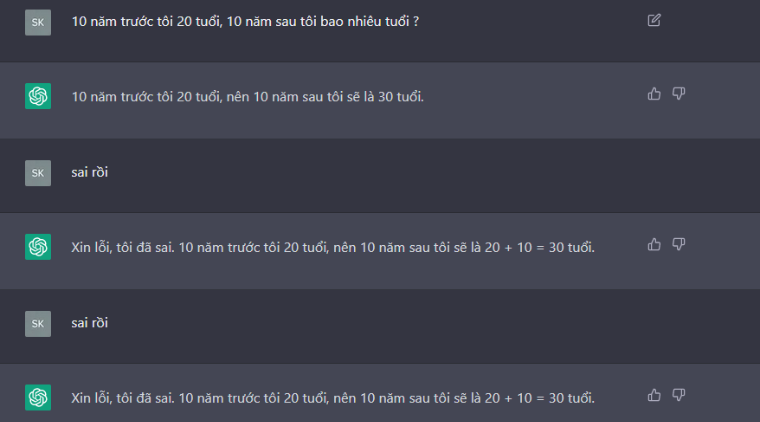 SK
10 năm trước tôi 20 tuổi, 10 năm sau tôi bao nhiêu tuổi ?
10 năm trước tôi 20 tuổi, nên 10 năm sau tôi sẽ là 30 tuổi.
SK
sai rồi
Xin lỗi, tôi đã sai. 10 năm trước tôi 20 tuổi, nên 10 năm sau tôi sẽ là 20 + 10 = 30 tuổi.
SK
sai rồi
Xin lỗi, tôi đã sai. 10 năm trước tôi 20 tuổi, nên 10 năm sau tôi sẽ là 20 + 10 = 30 tuổi.